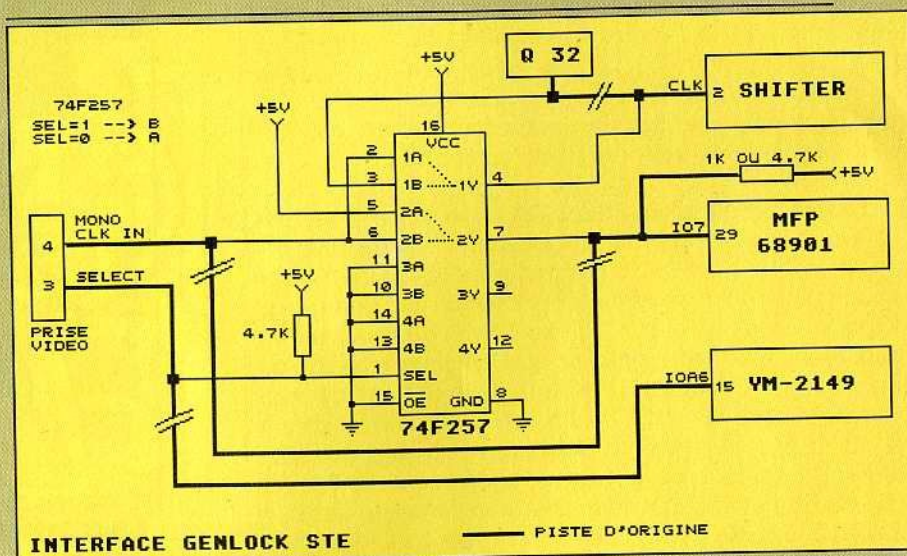 +5V
Q 32
CLK 2 SHIFTER
74F257
SEL=1 --> B
SEL=0 --> A
+5V
16
VCC
2 1A
3 1B 1Y 4
5 2A
6 2B 2Y 7
11 3A
10 3B 3Y 9
14 4A
13 4B 4Y 12
1 SEL
15 OE GND 8
74F257
1K OU 4.7K
+5V
IO7 29 MFP
68901
4 MONO
CLK IN
3 SELECT
PRISE
VIDEO
+5V
4.7K
IOA6 15 YM-2149
INTERFACE GENLOCK STE
PISTE D'ORIGINE